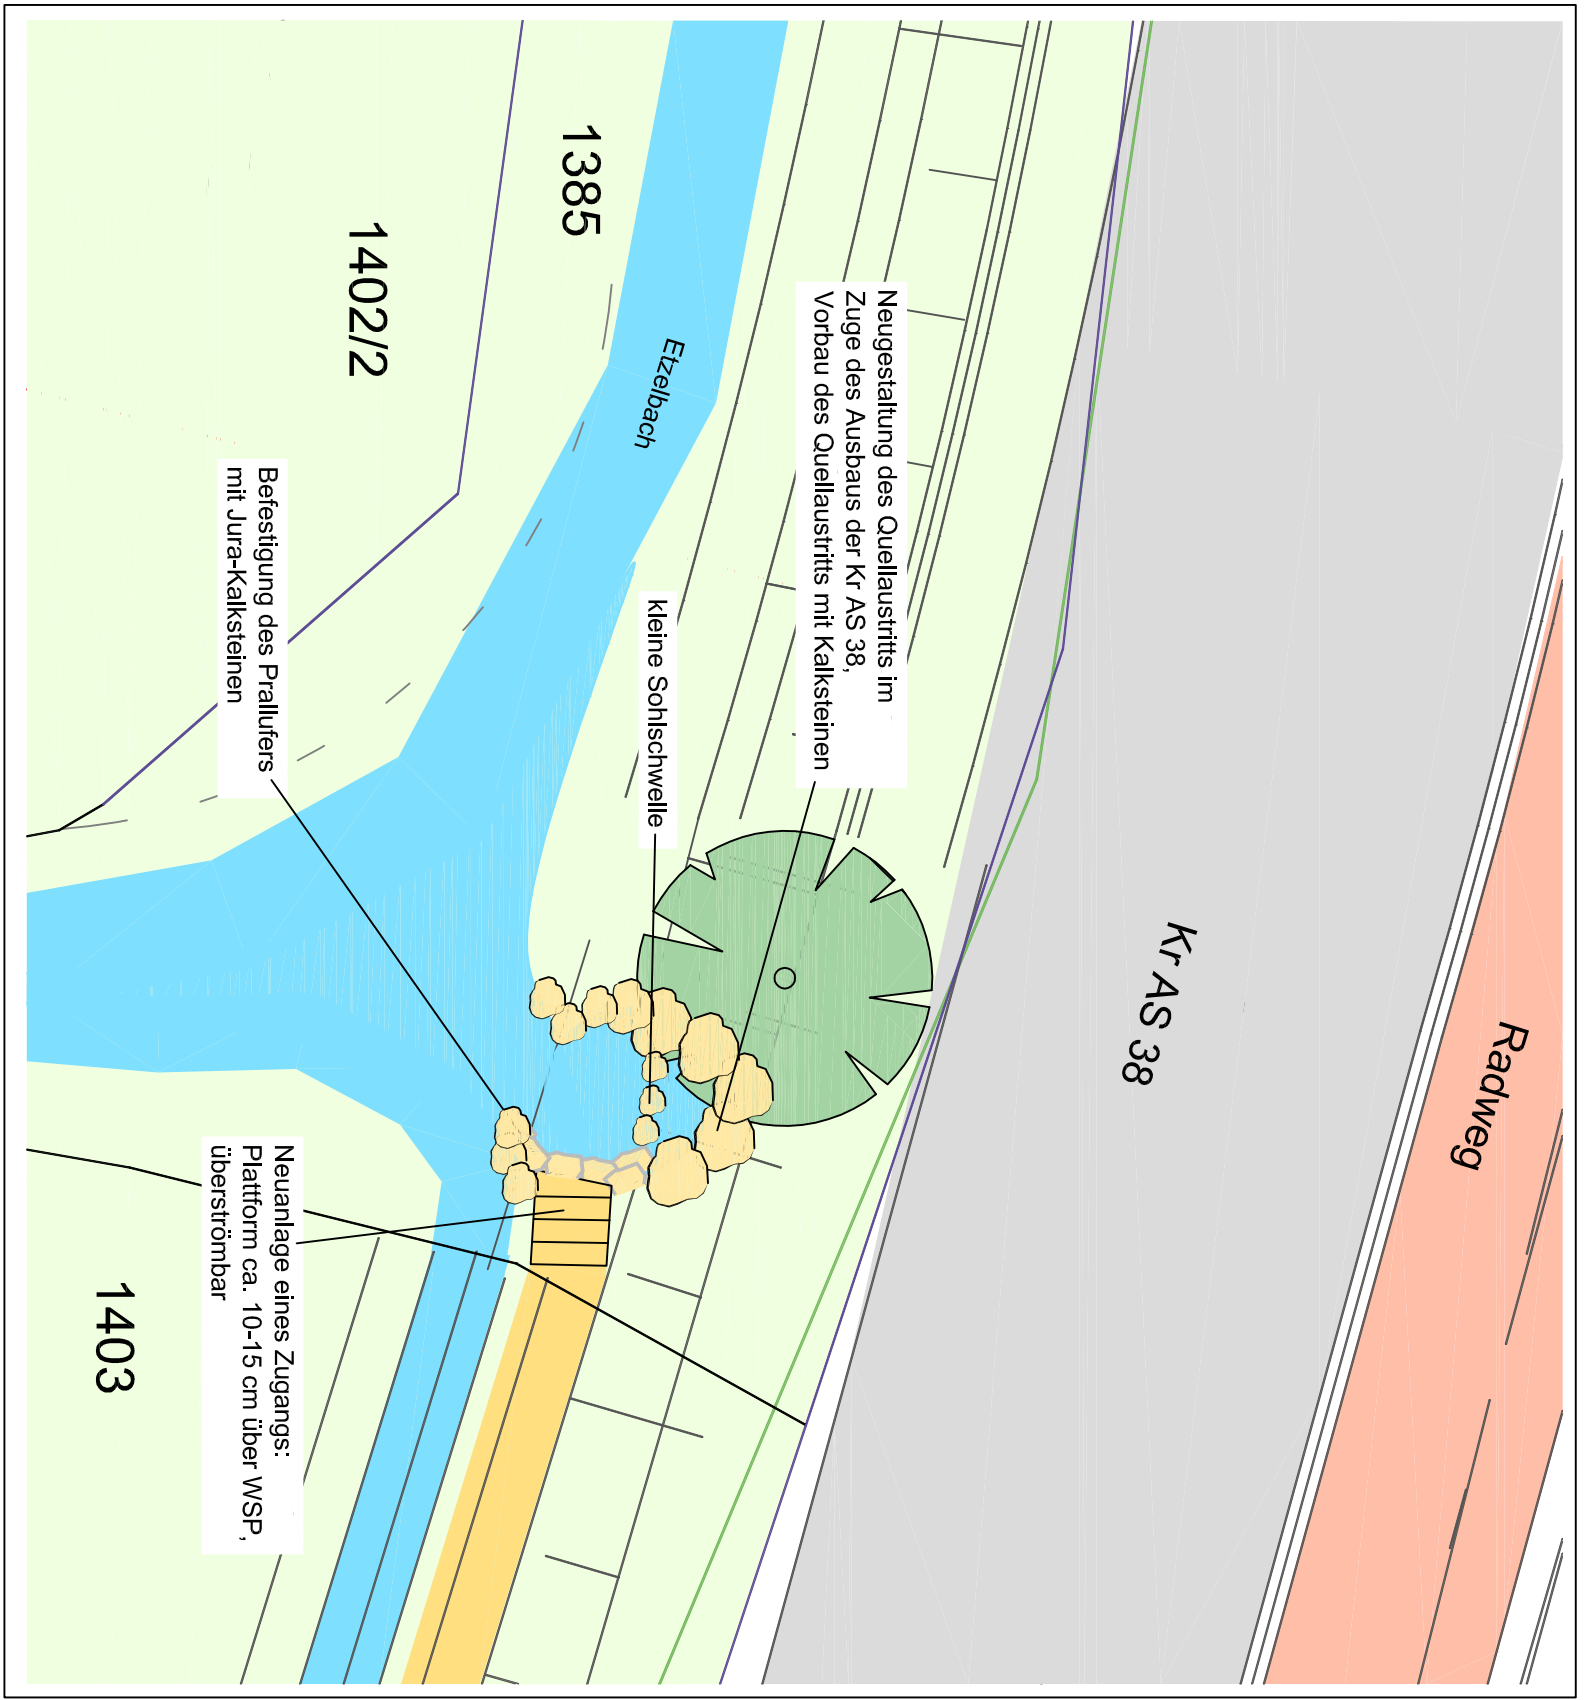 Radweg
Kr AS 38
Neugestaltung des Quellaustritts im
Zuge des Ausbaus der Kr AS 38,
Vorbau des Quellaustritts mit Kalksteinen
kleine Sohlschwelle
Etzelbach
1385
1402/2
Befestigung des Prallufers
mit Jura-Kalksteinen
Neuanlage eines Zugangs:
Plattform ca. 10-15 cm über WSP,
überströmbar
1403